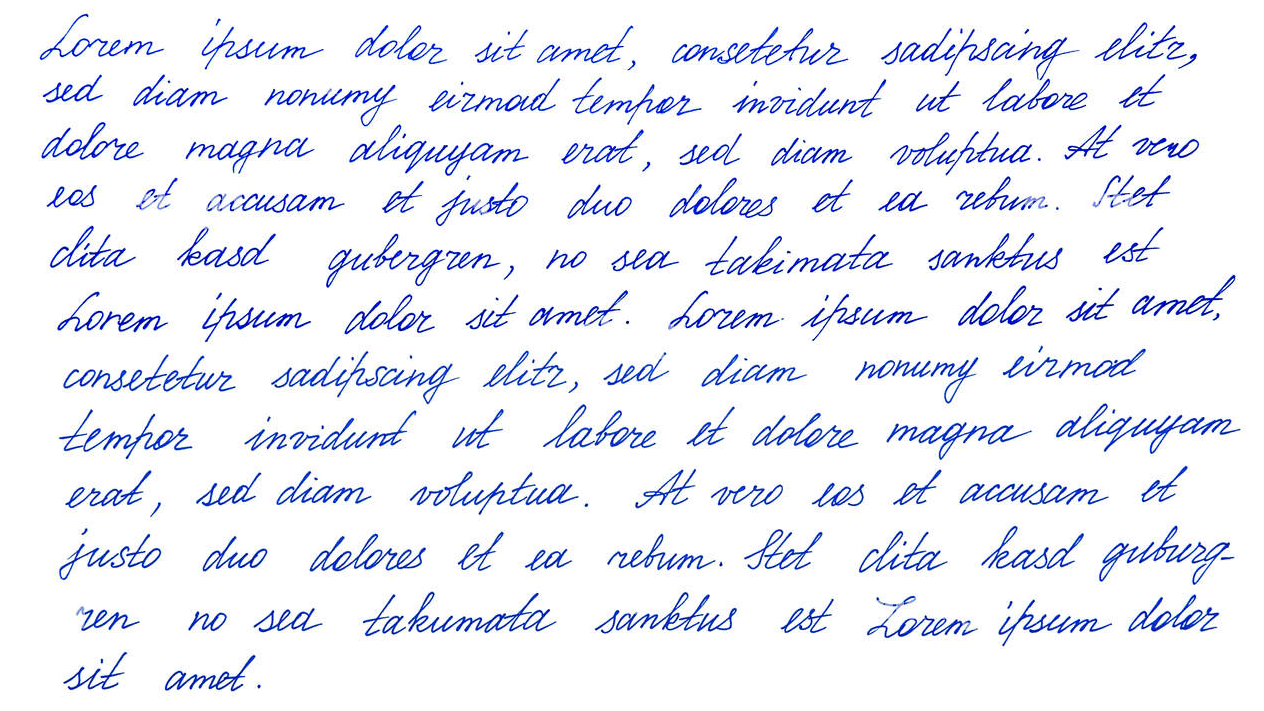 Lorem ipsum dolor sit amet, consetetur sadipscing elitr,
sed diam nonumy eirmod tempor invidunt ut labore et
dolore magna aliquyam erat, sed diam voluptua. At vero
eos et accusam et justo duo dolores et ea rebum. Stet
clita kasd gubergren, no sea takimata sanktus est
Lorem ipsum dolor sit amet. Lorem ipsum dolor sit amet,
consetetur sadipscing elitr, sed diam nonumy eirmod
tempor invidunt ut labore et dolore magna aliquyam
erat, sed diam voluptua. At vero eos et accusam et
justo duo dolores et ea rebum. Stet clita kasd guburg-
ren no sea takumata sanktus est Lorem ipsum dolor
sit amet.